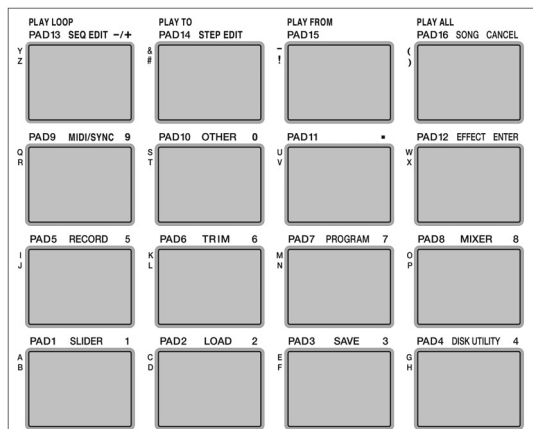 PLAY LOOP PLAY TO PLAY FROM PLAY ALL
PAD13 SEQ EDIT –/+ PAD14 STEP EDIT PAD15 PAD16 SONG CANCEL
Y & – (
Z # ! )
PAD9 MIDI/SYNC 9 PAD10 OTHER 0 PAD11 ▪ PAD12 EFFECT ENTER
Q S U W
R T V X
PAD5 RECORD 5 PAD6 TRIM 6 PAD7 PROGRAM 7 PAD8 MIXER 8
I K M O
J L N P
PAD1 SLIDER 1 PAD2 LOAD 2 PAD3 SAVE 3 PAD4 DISK UTILITY 4
A C E G
B D F H